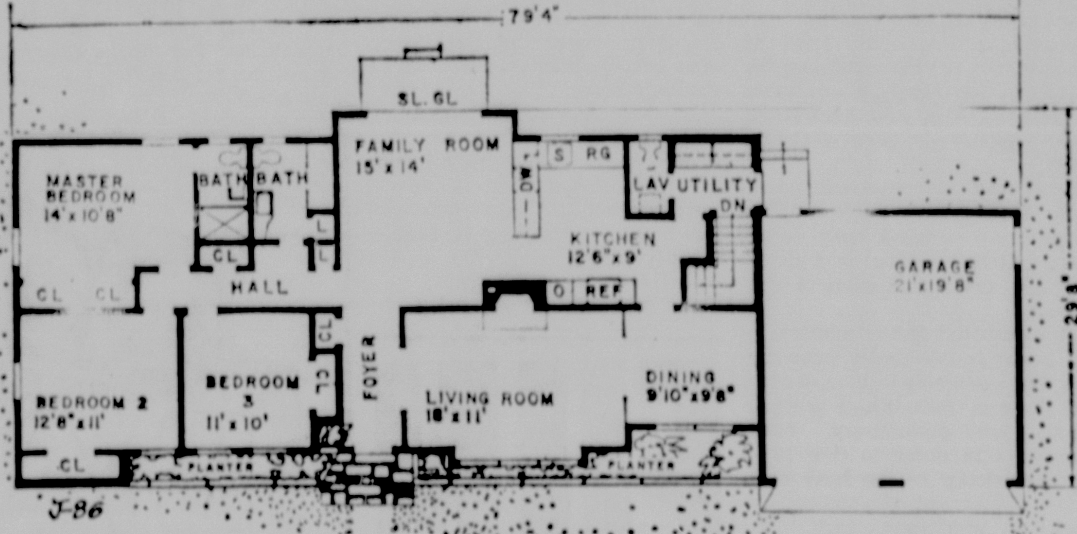 79'4"
SL. GL
FAMILY ROOM
15' x 14'
S RG
DW
MASTER
BEDROOM
14' x 10'8"
BATH BATH
LAV UTILITY
DN
L
L
CL
KITCHEN
12'6" x 9'
GARAGE
21' x 19'8"
29'8"
CL CL
HALL
O REF
CL
CL
FOYER
BEDROOM 2
12'8" x 11'
BEDROOM
3
11' x 10'
LIVING ROOM
18' x 11'
DINING
9'10" x 9'8"
CL
PLANTER
PLANTER
J-86